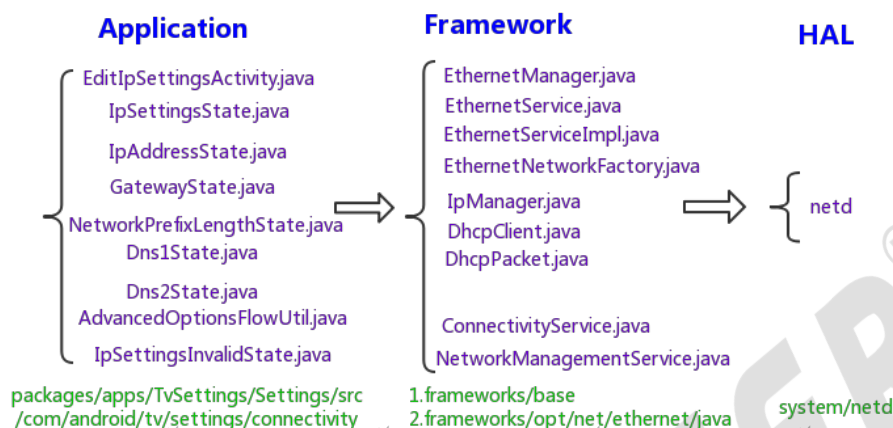 Application
EditIpSettingsActivity.java
IpSettingsState.java
IpAddressState.java
GatewayState.java
NetworkPrefixLengthState.java
Dns1State.java
Dns2State.java
AdvancedOptionsFlowUtil.java
IpSettingsInvalidState.java
packages/apps/TvSettings/Settings/src
/com/android/tv/settings/connectivity
Framework
EthernetManager.java
EthernetService.java
EthernetServiceImpl.java
EthernetNetworkFactory.java
IpManager.java
DhcpClient.java
DhcpPacket.java
ConnectivityService.java
NetworkManagementService.java
1.frameworks/base
2.frameworks/opt/net/ethernet/java
HAL
netd
system/netd